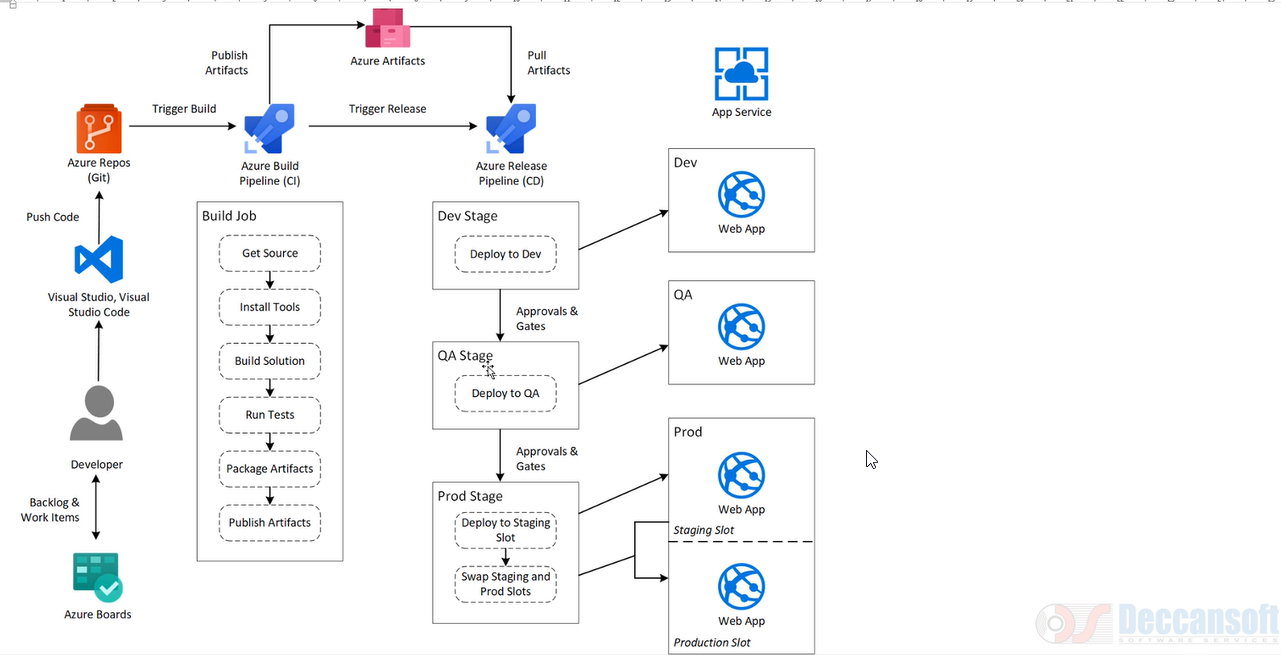 Publish
Artifacts
Azure Artifacts
Pull
Artifacts
App Service
Trigger Build
Trigger Release
Azure Repos
(Git)
Azure Build
Pipeline (CI)
Azure Release
Pipeline (CD)
Push Code
Visual Studio, Visual
Studio Code
Developer
Backlog &
Work Items
Azure Boards
Build Job
Get Source
Install Tools
Build Solution
Run Tests
Package Artifacts
Publish Artifacts
Dev Stage
Deploy to Dev
Approvals &
Gates
QA Stage
Deploy to QA
Approvals &
Gates
Prod Stage
Deploy to Staging
Slot
Swap Staging and
Prod Slots
Dev
Web App
QA
Web App
Prod
Web App
Staging Slot
Web App
Production Slot
Deccansoft
SOFTWARE SERVICES